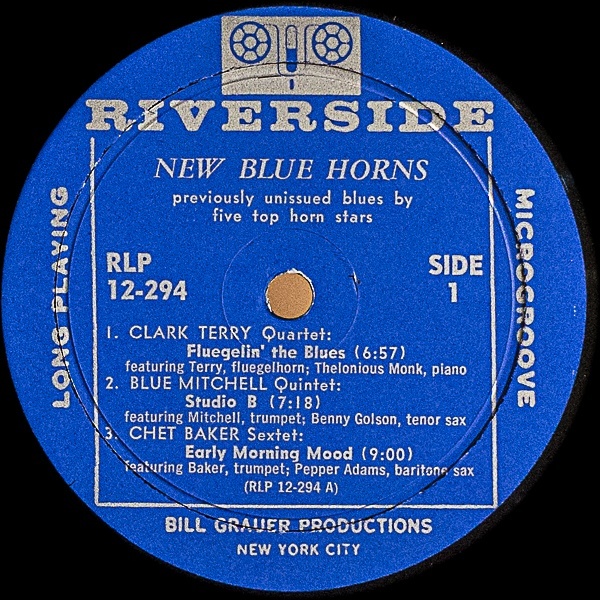 RIVERSIDE
NEW BLUE HORNS
previously unissued blues by
five top horn stars
LONG PLAYING
MICROGROOVE
RLP
12-294
SIDE
1
1. CLARK TERRY Quartet:
Fluegelin' the Blues (6:57)
featuring Terry, fluegelhorn; Thelonious Monk, piano
2. BLUE MITCHELL Quintet:
Studio B (7:18)
featuring Mitchell, trumpet; Benny Golson, tenor sax
3. CHET BAKER Sextet:
Early Morning Mood (9:00)
featuring Baker, trumpet; Pepper Adams, baritone sax
(RLP 12-294 A)
BILL GRAUER PRODUCTIONS
NEW YORK CITY